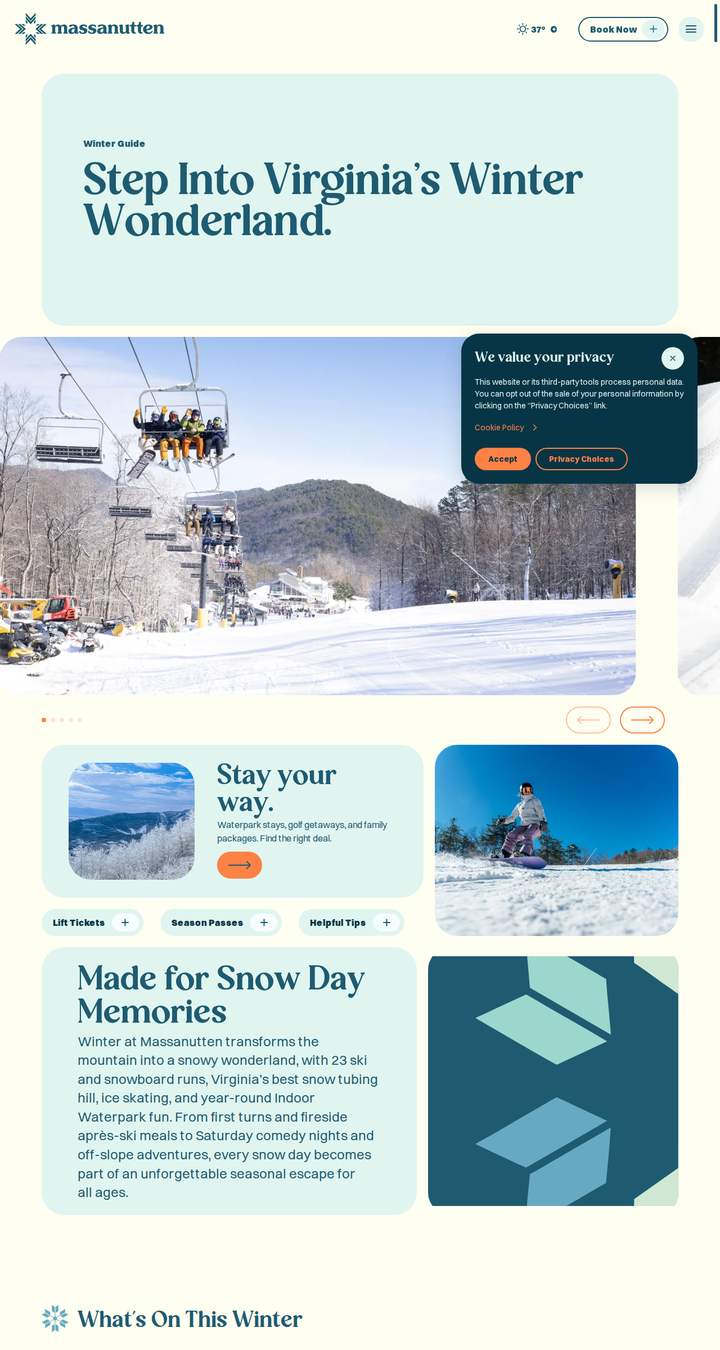 massanutten
37°
Book Now
Winter Guide
Step Into Virginia's Winter
Wonderland.
We value your privacy
This website or its third-party tools process personal data.
You can opt out of the sale of your personal information by
clicking on the "Privacy Choices" link.
Cookie Policy
Accept
Privacy Choices
Stay your
way.
Waterpark stays, golf getaways, and family
packages. Find the right deal.
Lift Tickets
Season Passes
Helpful Tips
Made for Snow Day
Memories
Winter at Massanutten transforms the
mountain into a snowy wonderland, with 23 ski
and snowboard runs, Virginia's best snow tubing
hill, ice skating, and year-round Indoor
Waterpark fun. From first turns and fireside
après-ski meals to Saturday comedy nights and
off-slope adventures, every snow day becomes
part of an unforgettable seasonal escape for
all ages.
What's On This Winter